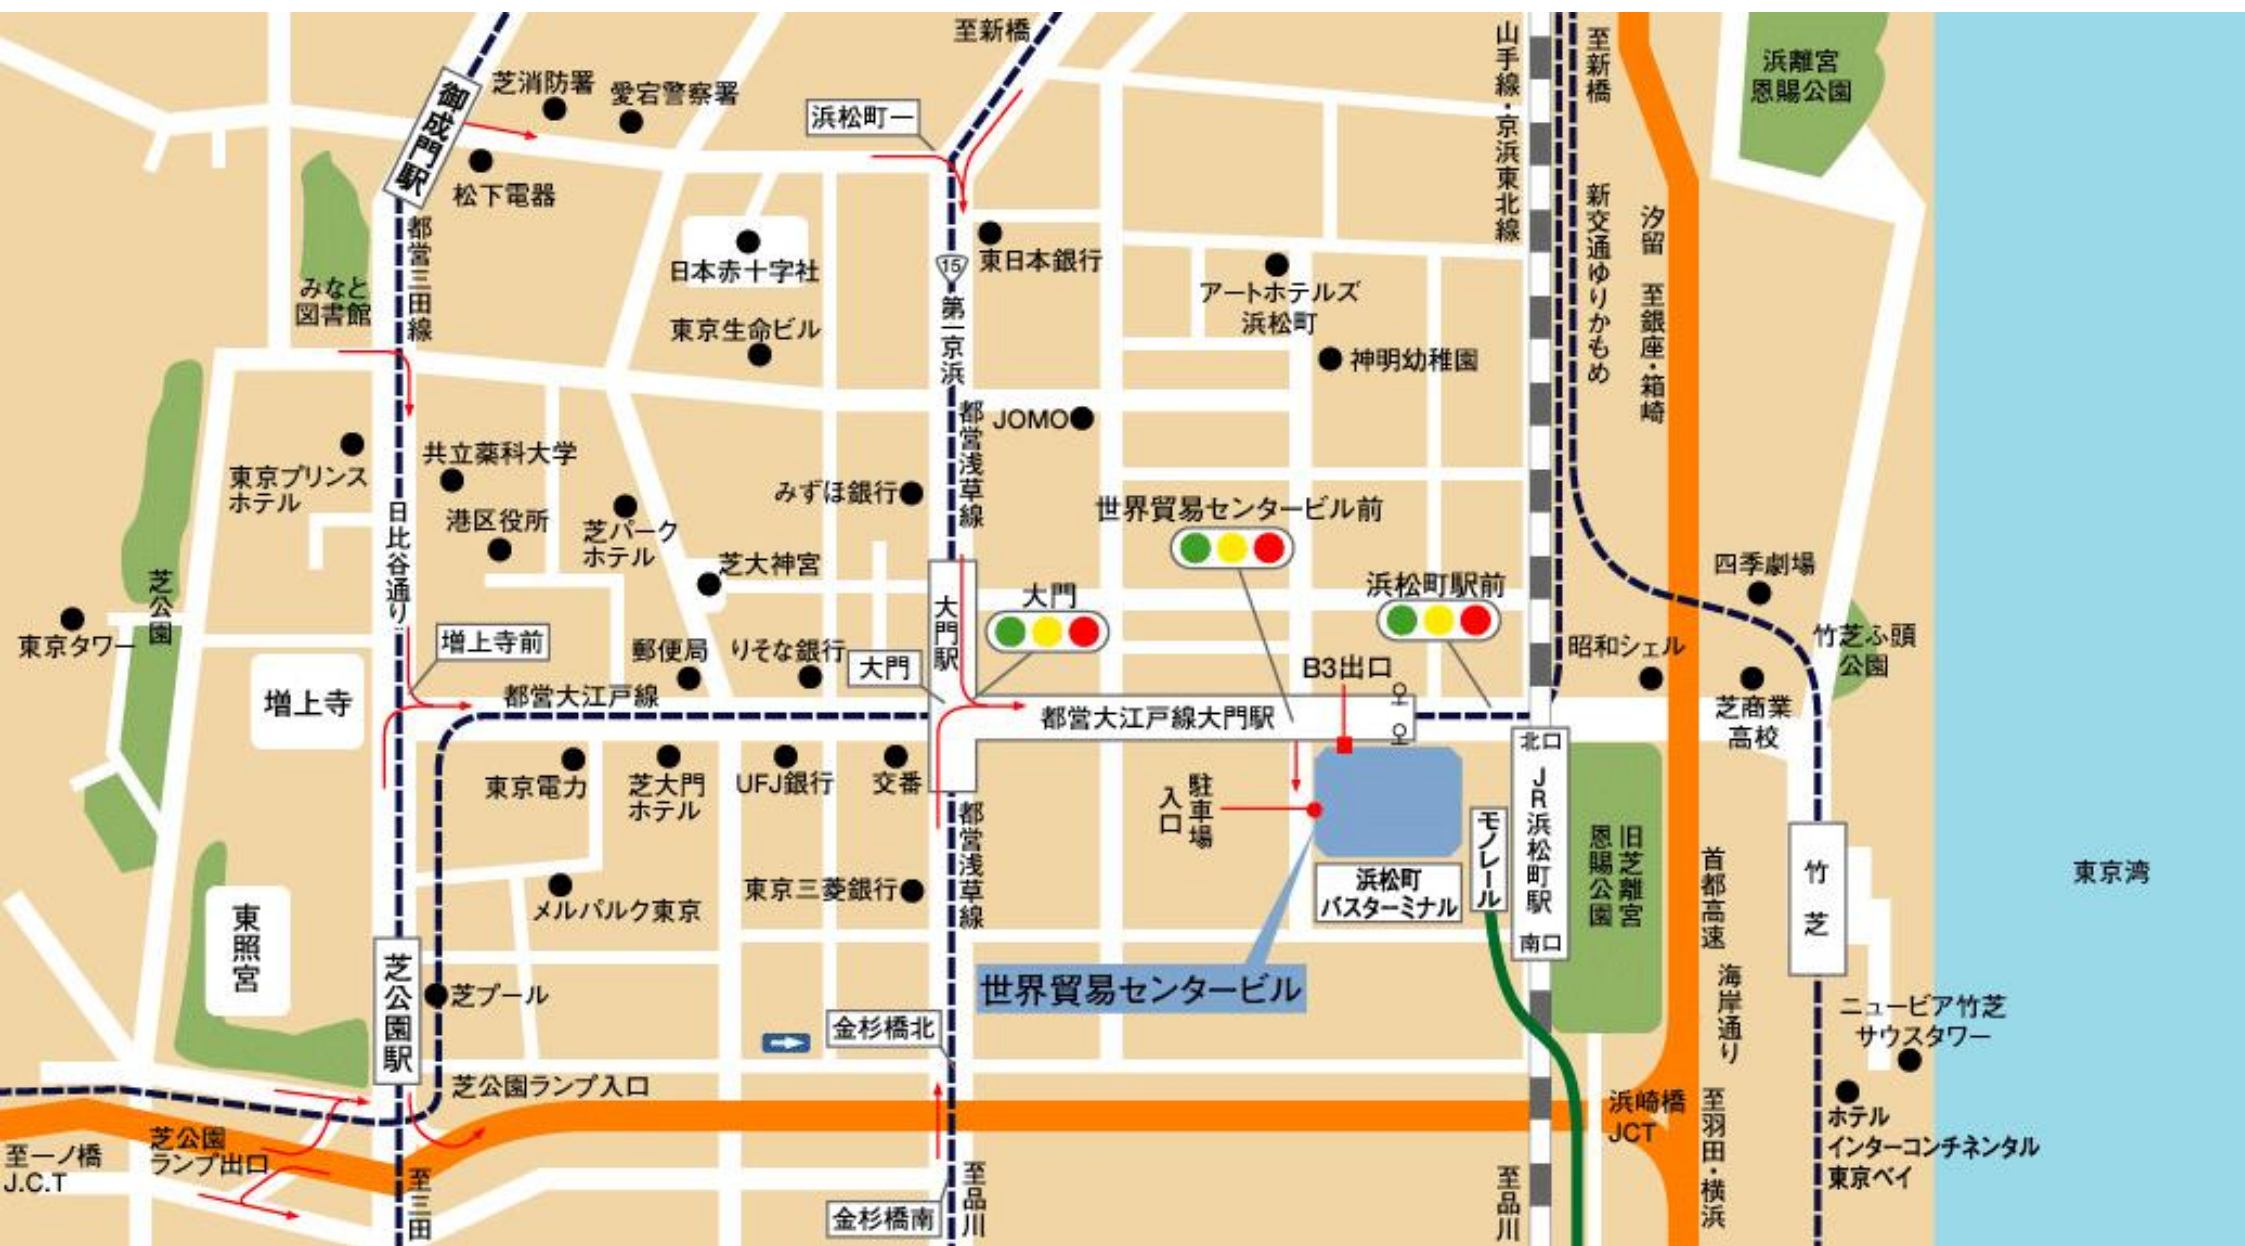 至新橋
山手線・京浜東北線
至新橋
浜離宮
恩賜公園
芝消防署
愛宕警察署
御成門駅
浜松町一
松下電器
都営三田線
日本赤十字社
15
第一京浜
東日本銀行
新交通ゆりかもめ
汐留 至銀座・箱崎
アートホテルズ
浜松町
みなと
図書館
東京生命ビル
神明幼稚園
都営浅草線
JOMO
東京プリンス
ホテル
共立薬科大学
みずほ銀行
港区役所
芝パーク
ホテル
日比谷通り
世界貿易センタービル前
芝公園
芝大神宮
大門駅
大門
浜松町駅前
四季劇場
東京タワー
増上寺前
郵便局
りそな銀行
大門
B3出口
昭和シェル
竹芝ふ頭
公園
増上寺
都営大江戸線
都営大江戸線大門駅
芝商業
高校
北口
JR浜松町駅
南口
東京電力
芝大門
ホテル
UFJ銀行
交番
駐車場
入口
モノレール
旧芝離宮
恩賜公園
首都高速
竹芝
東京湾
都営浅草線
東京三菱銀行
メルパルク東京
浜松町
バスターミナル
東照宮
芝公園駅
芝プール
世界貿易センタービル
海岸通り
ニューピア竹芝
サウスタワー
金杉橋北
芝公園ランプ入口
浜崎橋
JCT
至羽田・横浜
ホテル
インターコンチネンタル
東京ベイ
芝公園
ランプ出口
至一ノ橋
J.C.T
至三田
金杉橋南
至品川
至品川